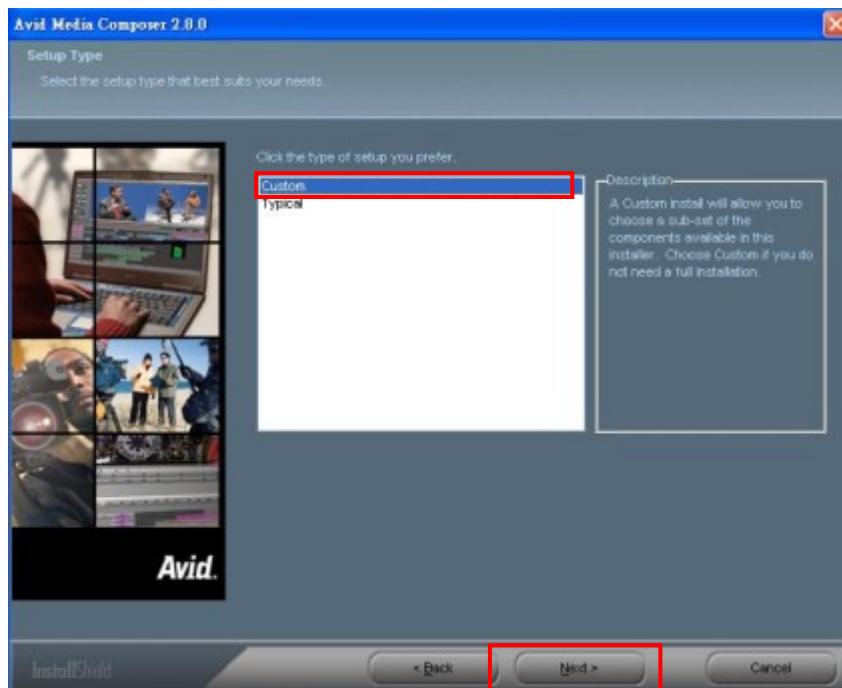 Avid Media Composer 2.8.0
Setup Type
Select the setup type that best suits your needs.
Click the type of setup you prefer.
Custom
Typical
Description
A Custom install will allow you to
choose a sub-set of the
components available in this
installer. Choose Custom if you do
not need a full installation.
Avid.
InstallShield
< Back
Next >
Cancel